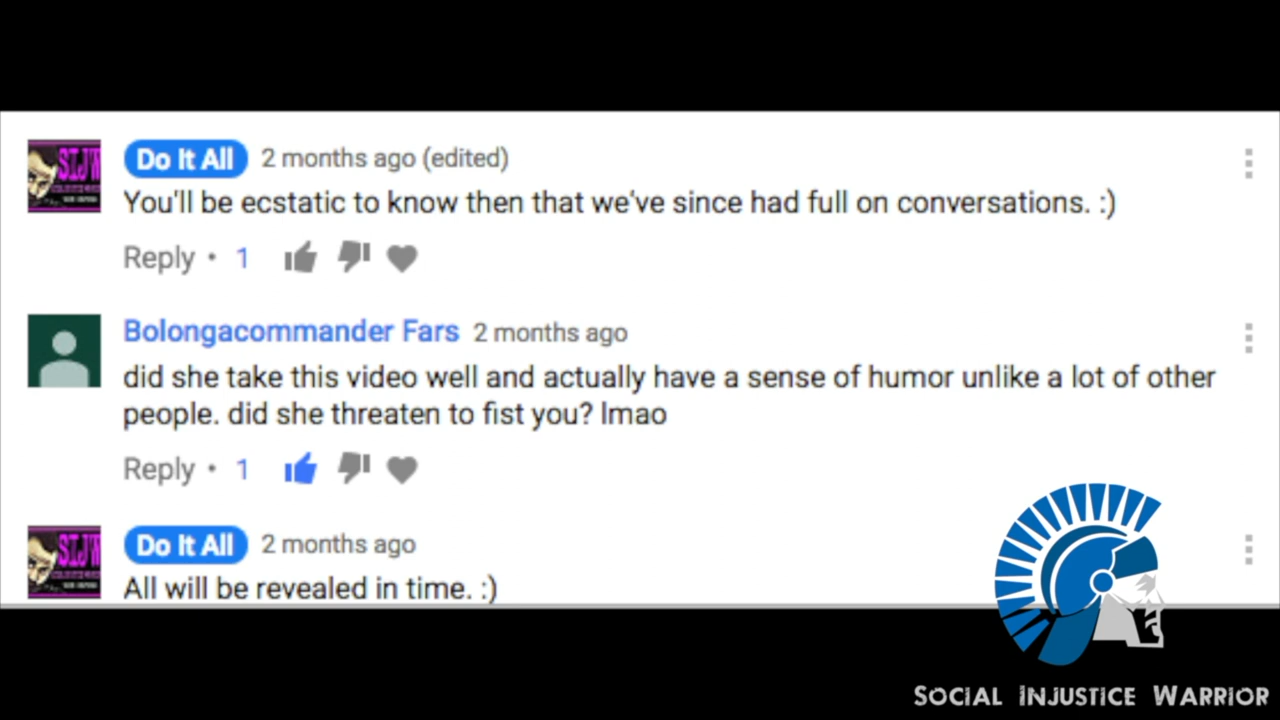 Do It All 2 months ago (edited)
You'll be ecstatic to know then that we've since had full on conversations. :)
Reply • 1
Bolongacommander Fars 2 months ago
did she take this video well and actually have a sense of humor unlike a lot of other
people. did she threaten to fist you? lmao
Reply • 1
Do It All 2 months ago
All will be revealed in time. :)
SOCIAL INJUSTICE WARRIOR